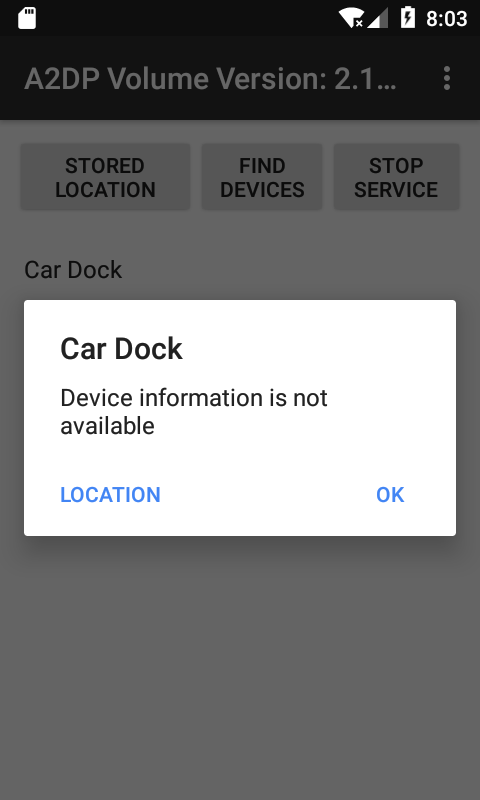 8:03
A2DP Volume Version: 2.1...
STORED
LOCATION
FIND
DEVICES
STOP
SERVICE
Car Dock
Car Dock
Device information is not
available
LOCATION
OK